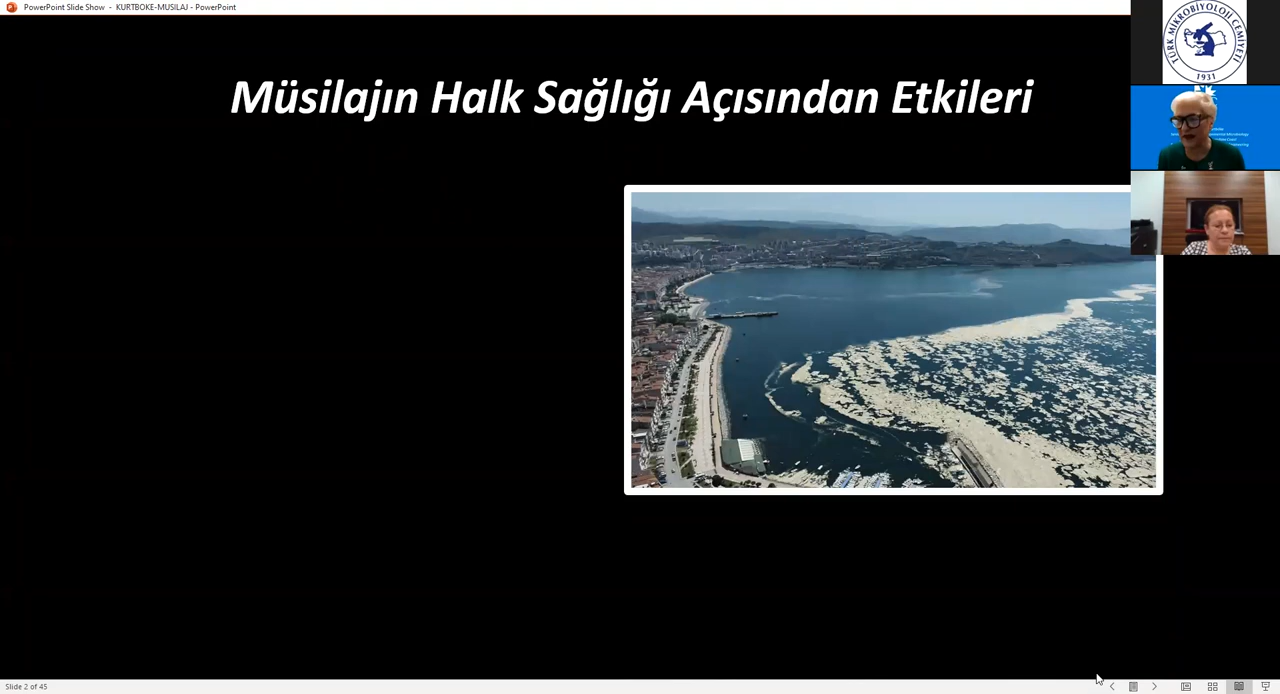 PowerPoint Slide Show - KURTBOKE-MUSILAJ - PowerPoint
TÜRK MİKROBİYOLOJİ CEMİYETİ
1931
Müsilajın Halk Sağlığı Açısından Etkileri
Slide 2 of 45